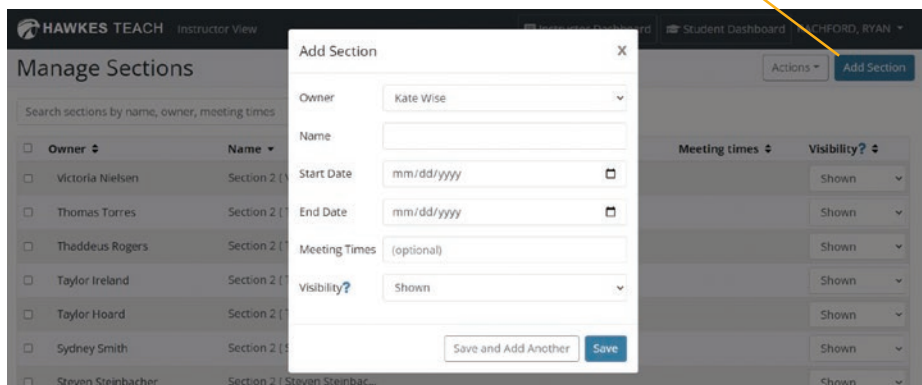 HAWKES TEACH Instructor View Instructor Dashboard Student Dashboard RACHFORD, RYAN
Manage Sections Actions Add Section
Search sections by name, owner, meeting times
Owner Name Meeting times Visibility?
Victoria Nielsen Section 2 ( Shown
Thomas Torres Section 2 ( Shown
Thaddeus Rogers Section 2 ( Shown
Taylor Ireland Section 2 ( Shown
Taylor Hoard Section 2 ( Shown
Sydney Smith Section 2 ( Shown
Steven Steinbacher Section 2 ( Steven Steinbac... Shown
Add Section X
Owner Kate Wise
Name
Start Date mm/dd/yyyy
End Date mm/dd/yyyy
Meeting Times (optional)
Visibility? Shown
Save and Add Another Save